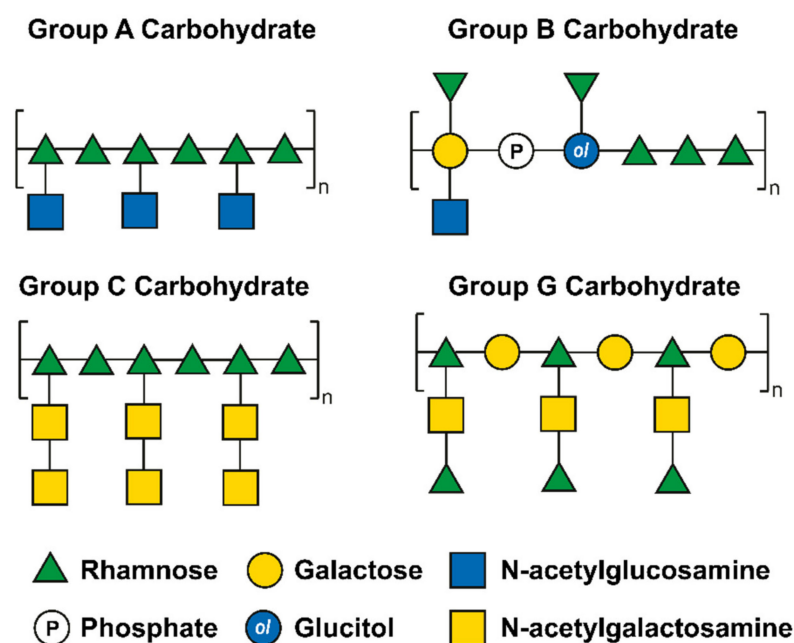 Group A Carbohydrate
Group B Carbohydrate
n
P
ol
n
Group C Carbohydrate
Group G Carbohydrate
n
n
Rhamnose
Galactose
N-acetylglucosamine
P Phosphate
ol Glucitol
N-acetylgalactosamine